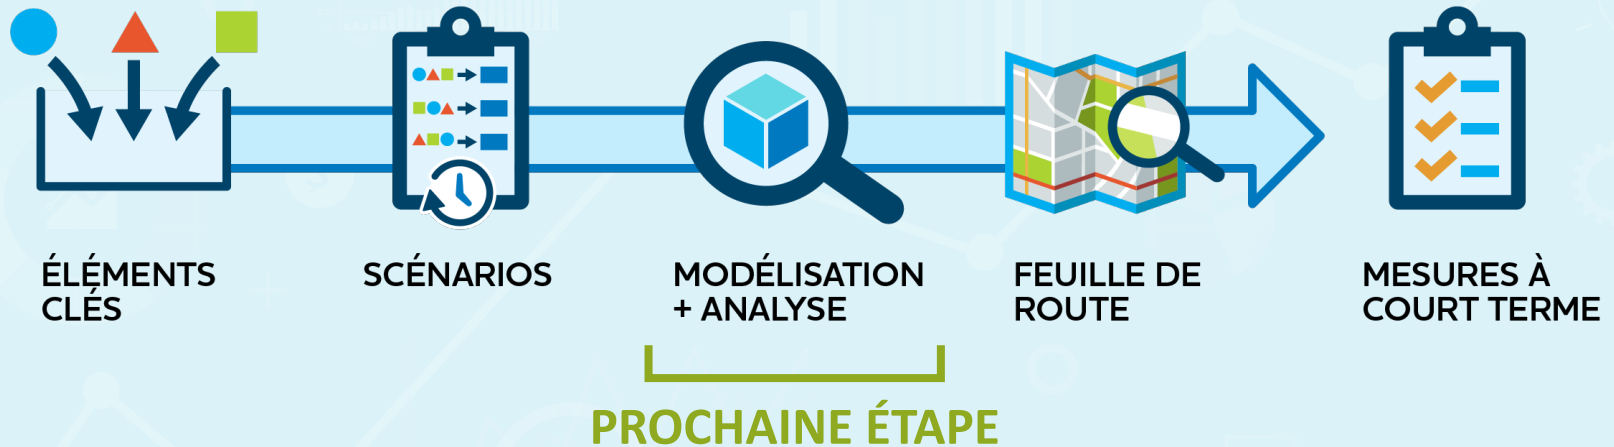 ÉLÉMENTS
CLÉS
SCÉNARIOS
MODÉLISATION
+ ANALYSE
FEUILLE DE
ROUTE
MESURES À
COURT TERME
PROCHAINE ÉTAPE